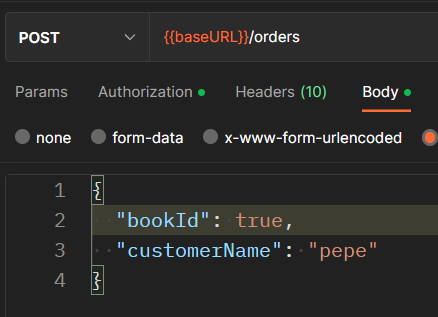 POST {{baseURL}}/orders
Params Authorization Headers (10) Body
none form-data x-www-form-urlencoded
1 {
2 "bookId": true,
3 "customerName": "pepe"
4 }